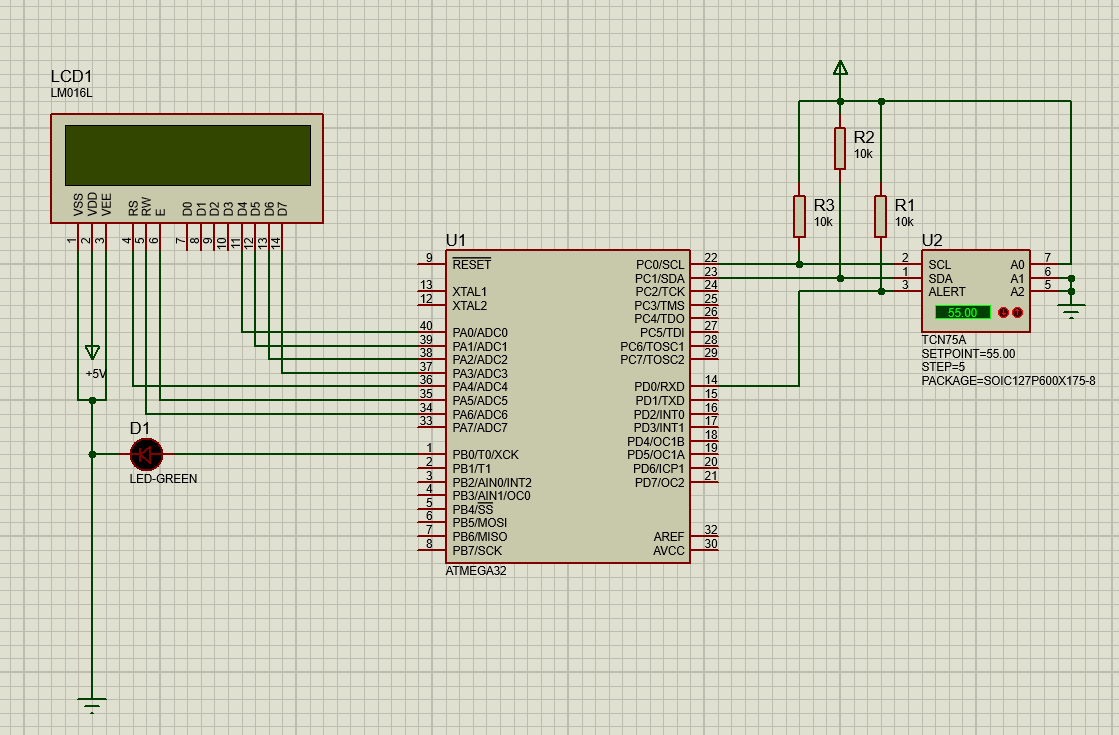 LCD1
LM016L
VSS
VDD
VEE
RS
RW
E
D0
D1
D2
D3
D4
D5
D6
D7
1
2
3
4
5
6
7
8
9
10
11
12
13
14
+5V
D1
LED-GREEN
U1
9 RESET
13 XTAL1
12 XTAL2
40 PA0/ADC0
39 PA1/ADC1
38 PA2/ADC2
37 PA3/ADC3
36 PA4/ADC4
35 PA5/ADC5
34 PA6/ADC6
33 PA7/ADC7
1 PB0/T0/XCK
2 PB1/T1
3 PB2/AIN0/INT2
4 PB3/AIN1/OC0
5 PB4/SS
6 PB5/MOSI
7 PB6/MISO
8 PB7/SCK
PC0/SCL 22
PC1/SDA 23
PC2/TCK 24
PC3/TMS 25
PC4/TDO 26
PC5/TDI 27
PC6/TOSC1 28
PC7/TOSC2 29
PD0/RXD 14
PD1/TXD 15
PD2/INT0 16
PD3/INT1 17
PD4/OC1B 18
PD5/OC1A 19
PD6/ICP1 20
PD7/OC2 21
AREF 32
AVCC 30
ATMEGA32
R2
10k
R3
10k
R1
10k
U2
2 SCL A0 7
1 SDA A1 6
3 ALERT A2 5
55.00
TCN75A
SETPOINT=55.00
STEP=5
PACKAGE=SOIC127P600X175-8